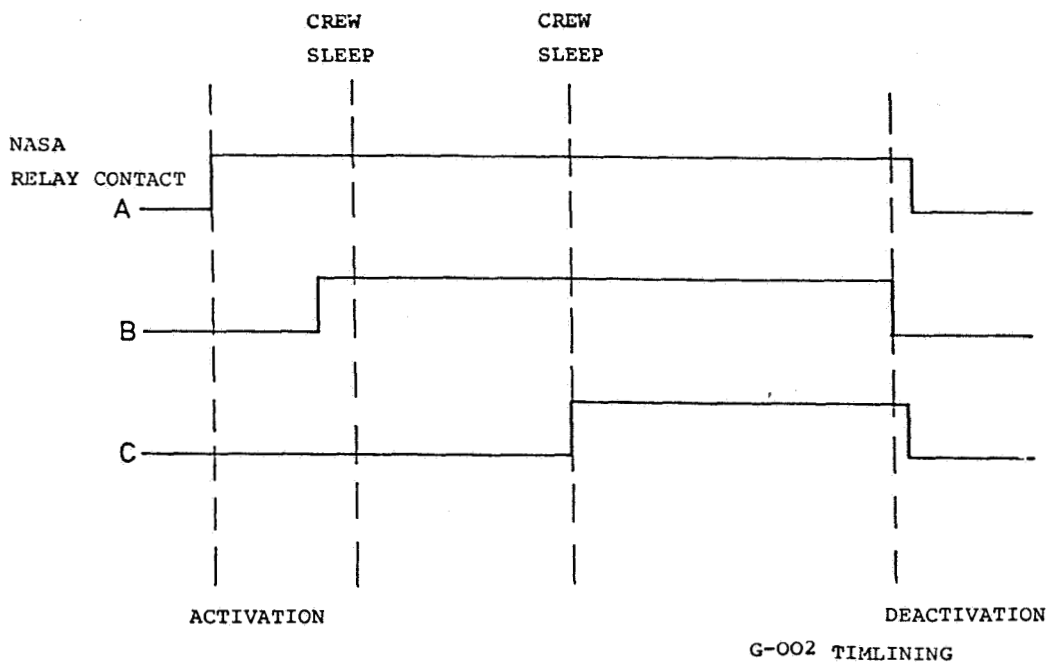 CREW
SLEEP
CREW
SLEEP
NASA
RELAY CONTACT
A
B
C
ACTIVATION
DEACTIVATION
G-002 TIMLINING